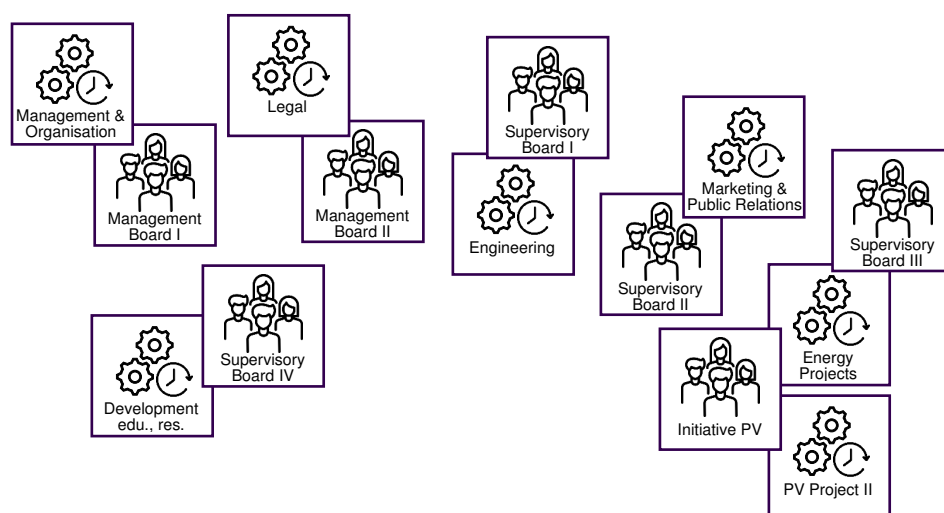 Management &
Organisation
Management
Board I
Legal
Management
Board II
Supervisory
Board I
Engineering
Marketing &
Public Relations
Supervisory
Board II
Supervisory
Board III
Energy
Projects
Initiative PV
PV Project II
Supervisory
Board IV
Development
edu., res.